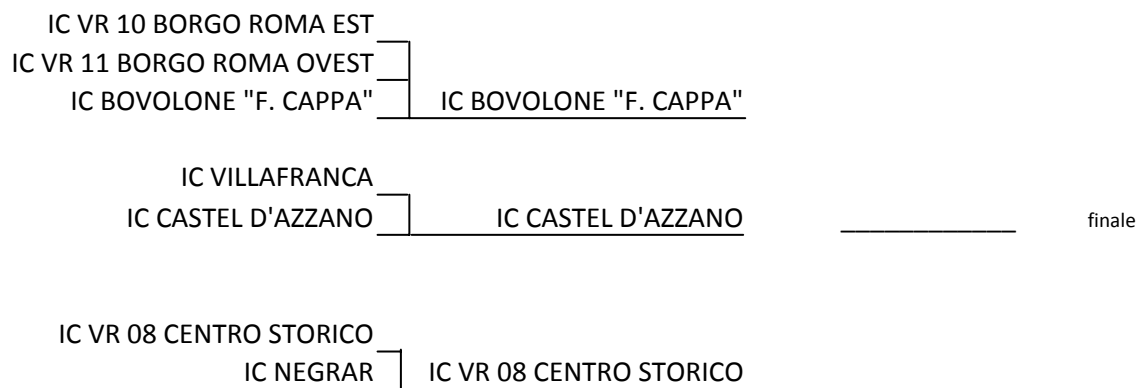 IC VR 10 BORGO ROMA EST
IC VR 11 BORGO ROMA OVEST
IC BOVOLONE "F. CAPPA" IC BOVOLONE "F. CAPPA"
IC VILLAFRANCA
IC CASTEL D'AZZANO IC CASTEL D'AZZANO finale
IC VR 08 CENTRO STORICO
IC NEGRAR IC VR 08 CENTRO STORICO